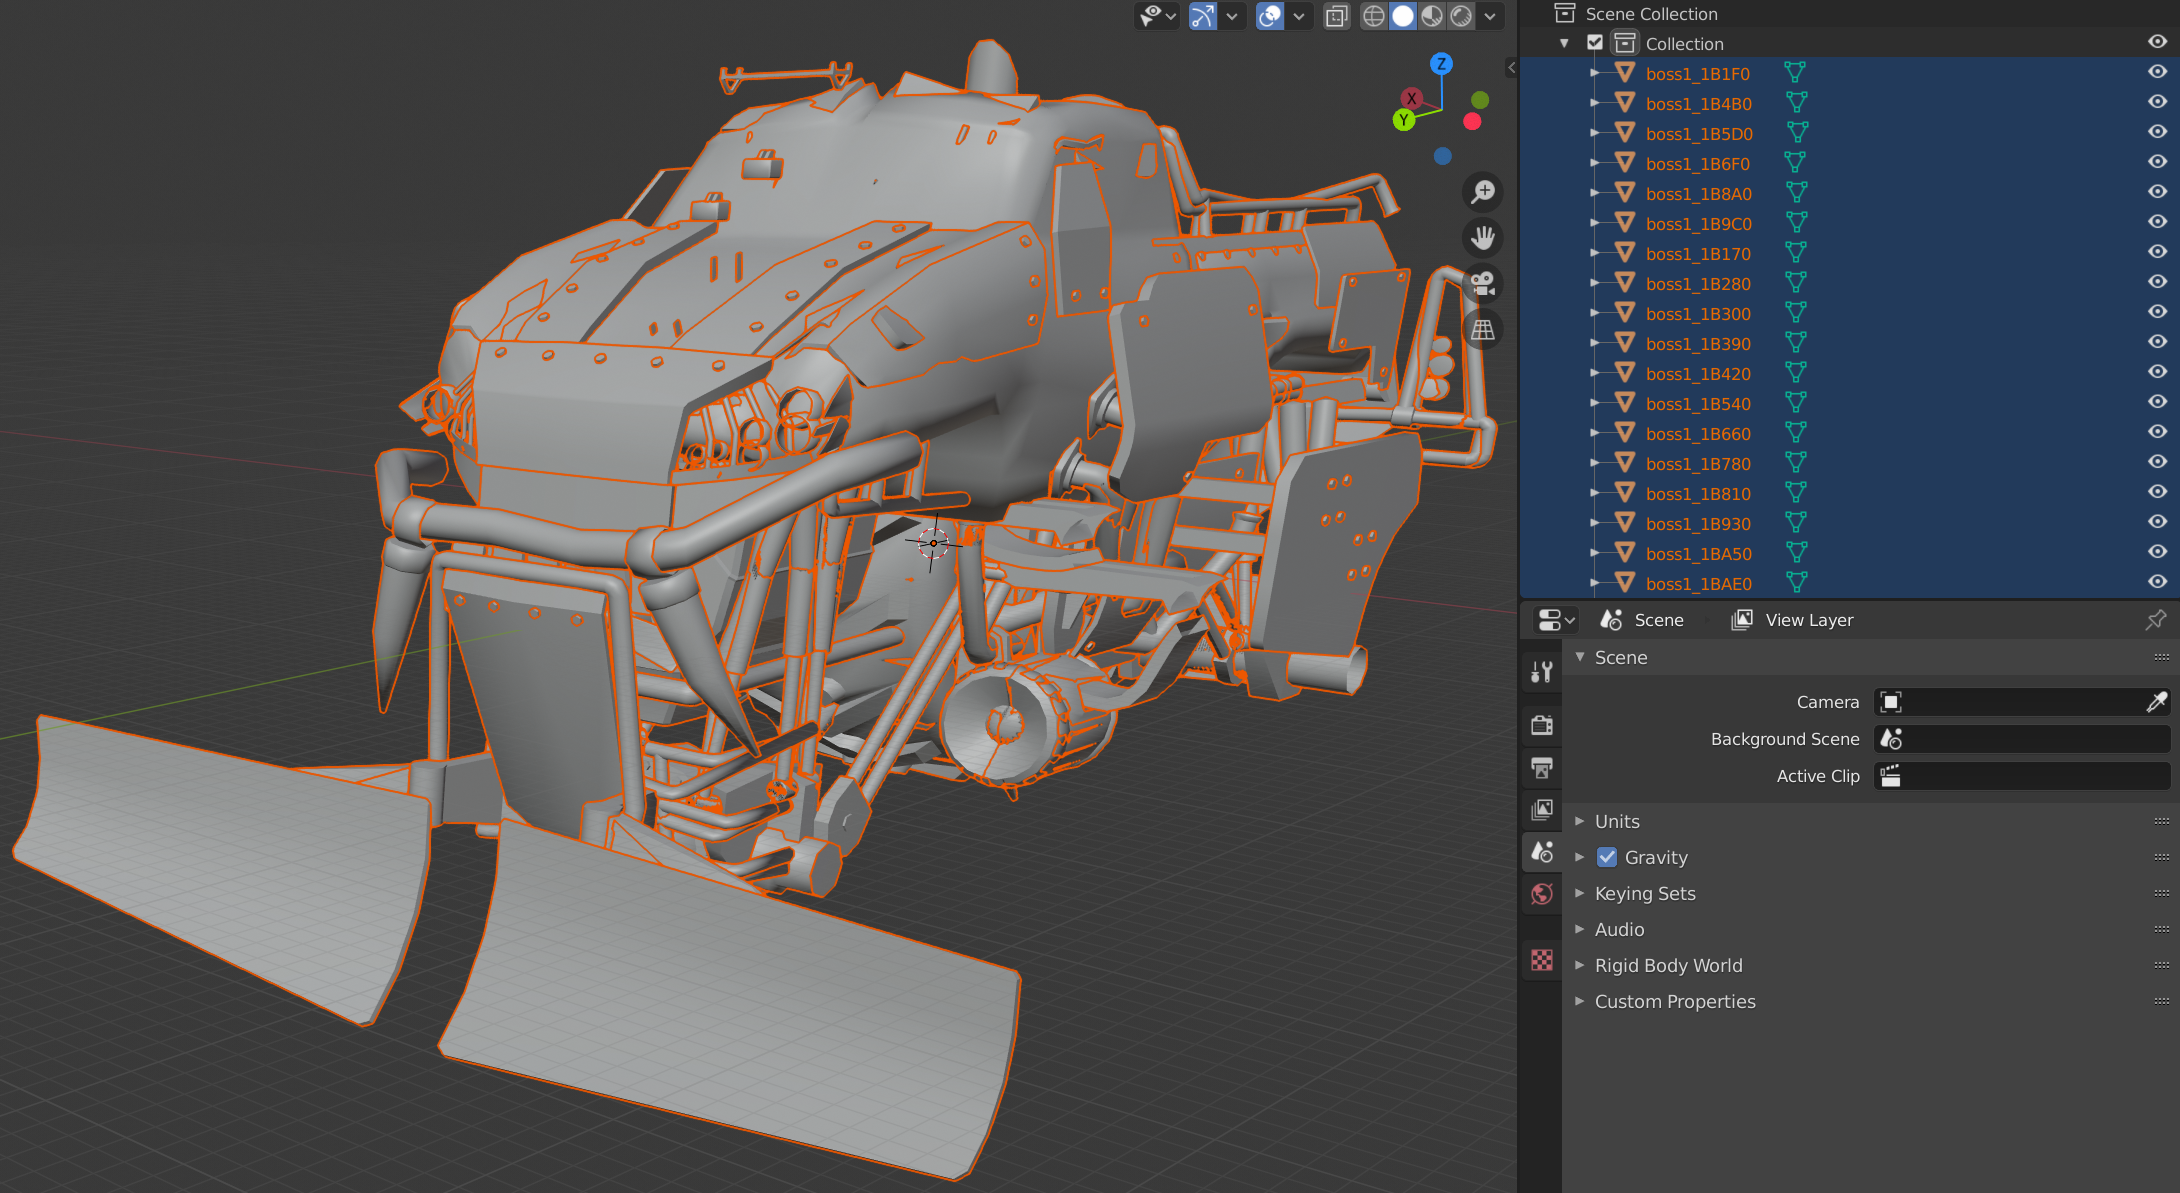 Z
X
Y
Scene Collection
Collection
boss1_1B1F0
boss1_1B4B0
boss1_1B5D0
boss1_1B6F0
boss1_1B8A0
boss1_1B9C0
boss1_1B170
boss1_1B280
boss1_1B300
boss1_1B390
boss1_1B420
boss1_1B540
boss1_1B660
boss1_1B780
boss1_1B810
boss1_1B930
boss1_1BA50
boss1_1BAE0
Scene View Layer
Scene
Camera
Background Scene
Active Clip
Units
Gravity
Keying Sets
Audio
Rigid Body World
Custom Properties